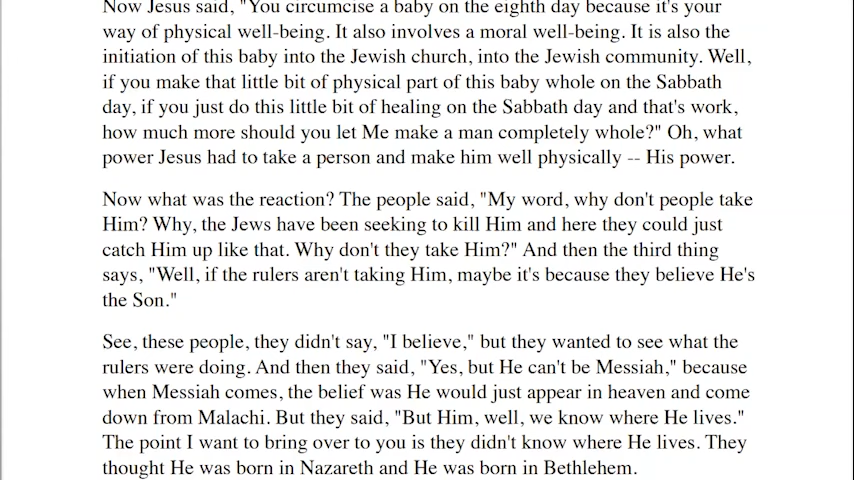 Now Jesus said, "You circumcise a baby on the eighth day because it's your
way of physical well-being. It also involves a moral well-being. It is also the
initiation of this baby into the Jewish church, into the Jewish community. Well,
if you make that little bit of physical part of this baby whole on the Sabbath
day, if you just do this little bit of healing on the Sabbath day and that's work,
how much more should you let Me make a man completely whole?" Oh, what
power Jesus had to take a person and make him well physically -- His power.
Now what was the reaction? The people said, "My word, why don't people take
Him? Why, the Jews have been seeking to kill Him and here they could just
catch Him up like that. Why don't they take Him?" And then the third thing
says, "Well, if the rulers aren't taking Him, maybe it's because they believe He's
the Son."
See, these people, they didn't say, "I believe," but they wanted to see what the
rulers were doing. And then they said, "Yes, but He can't be Messiah," because
when Messiah comes, the belief was He would just appear in heaven and come
down from Malachi. But they said, "But Him, well, we know where He lives."
The point I want to bring over to you is they didn't know where He lives. They
thought He was born in Nazareth and He was born in Bethlehem.